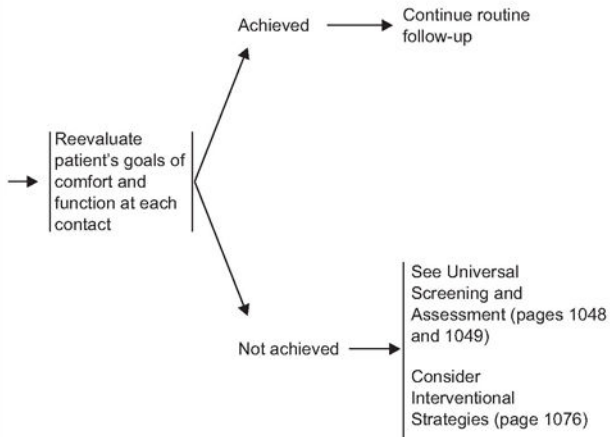 Achieved
Continue routine
follow-up
Reevaluate
patient's goals of
comfort and
function at each
contact
Not achieved
See Universal
Screening and
Assessment (pages 1048
and 1049)
Consider
Interventional
Strategies (page 1076)